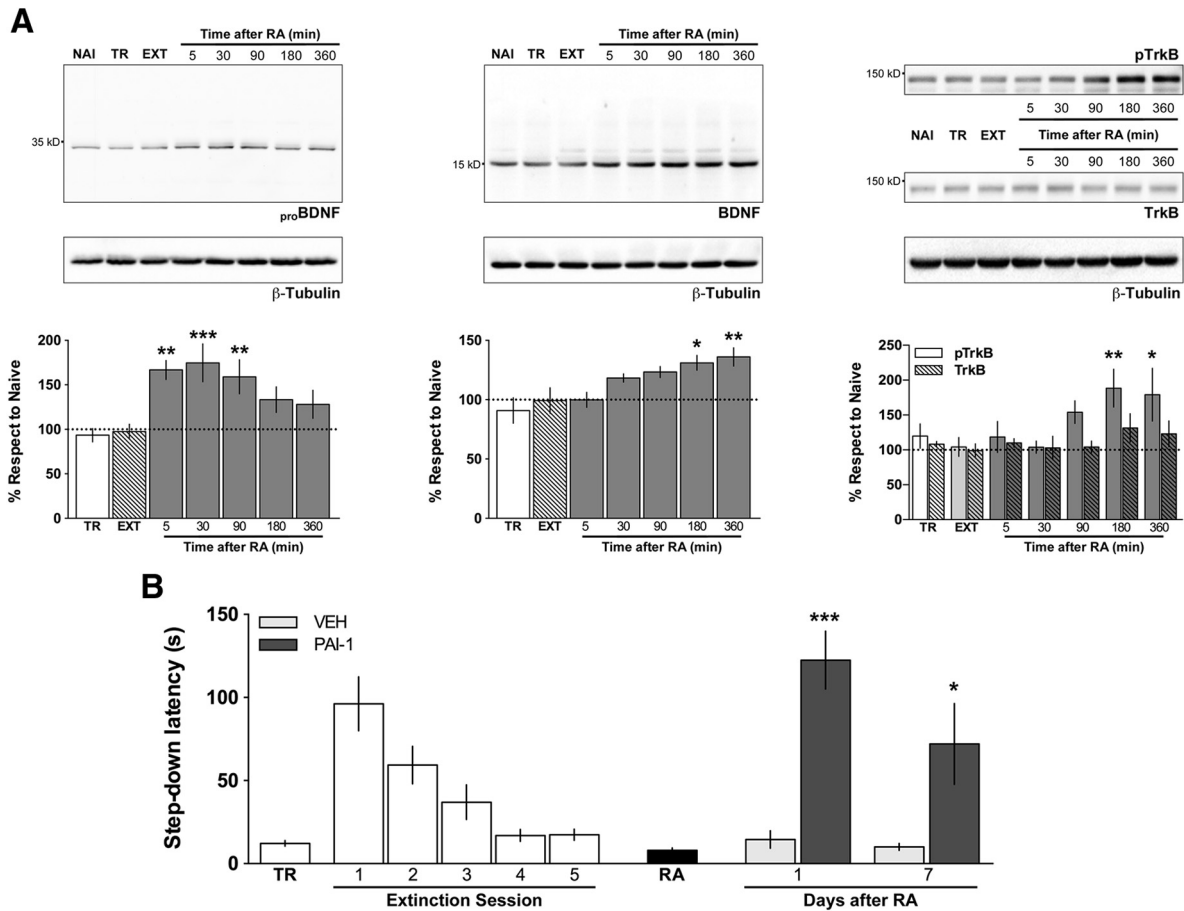 A
Time after RA (min)
NAI TR EXT 5 30 90 180 360
35 kD
proBDNF
β-Tubulin
Time after RA (min)
NAI TR EXT 5 30 90 180 360
15 kD
BDNF
β-Tubulin
pTrkB
150 kD
5 30 90 180 360
NAI TR EXT Time after RA (min)
5 30 90 180 360
150 kD
TrkB
β-Tubulin
% Respect to Naive
200
150
100
50
0
** *** **
TR EXT 5 30 90 180 360
Time after RA (min)
% Respect to Naive
150
100
50
0
* **
TR EXT 5 30 90 180 360
Time after RA (min)
% Respect to Naive
250
200
150
100
50
0
pTrkB
TrkB
** *
TR EXT 5 30 90 180 360
Time after RA (min)
B
Step-down latency (s)
150
100
50
0
VEH
PAI-1
*** *
TR 1 2 3 4 5 RA 1 7
Extinction Session Days after RA